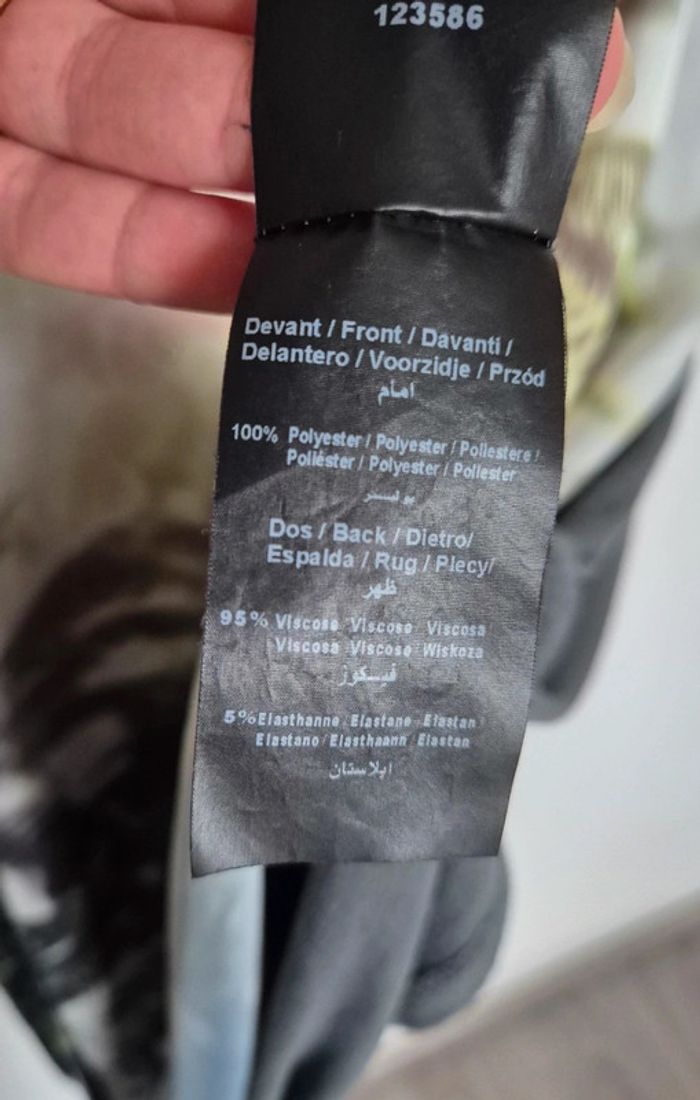 123586
Devant / Front / Davanti /
Delantero / Voorzidje / Przód
امام
100% Polyester / Polyester / Poliestere /
Poliéster / Polyester / Poliester
بوليستر
Dos / Back / Dietro/
Espalda / Rug / Plecy/
ظهر
95% Viscose Viscose Viscosa
Viscosa Viscose Wiskoza
فيسكوز
5% Elasthanne Elastane Elastan
Elastano Elasthaann Elastan
ايلاستان